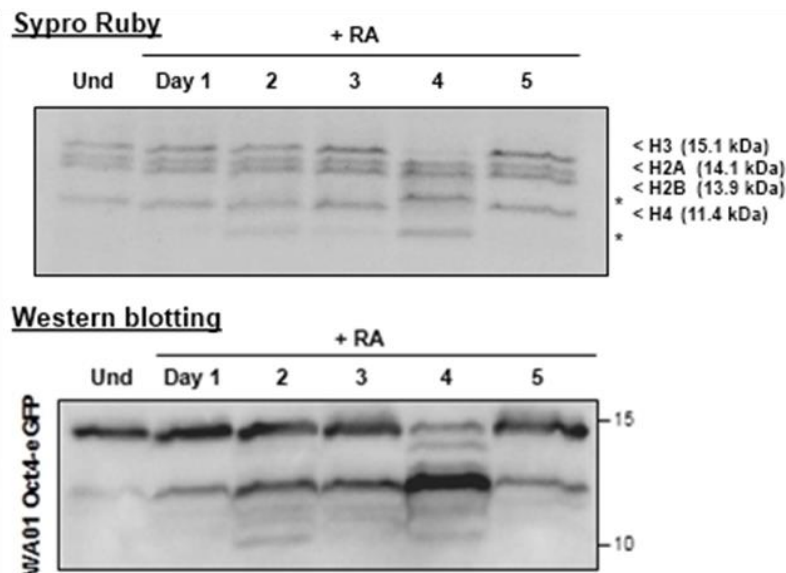 Sypro Ruby
+ RA
Und Day 1 2 3 4 5
< H3 (15.1 kDa)
< H2A (14.1 kDa)
< H2B (13.9 kDa)
*
< H4 (11.4 kDa)
*
Western blotting
+ RA
Und Day 1 2 3 4 5
WA01 Oct4-eGFP
15
10